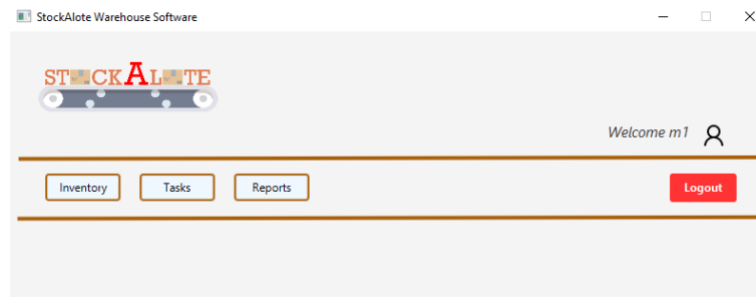 StockAlote Warehouse Software
STOCKALOTE
Welcome m1
Inventory Tasks Reports Logout